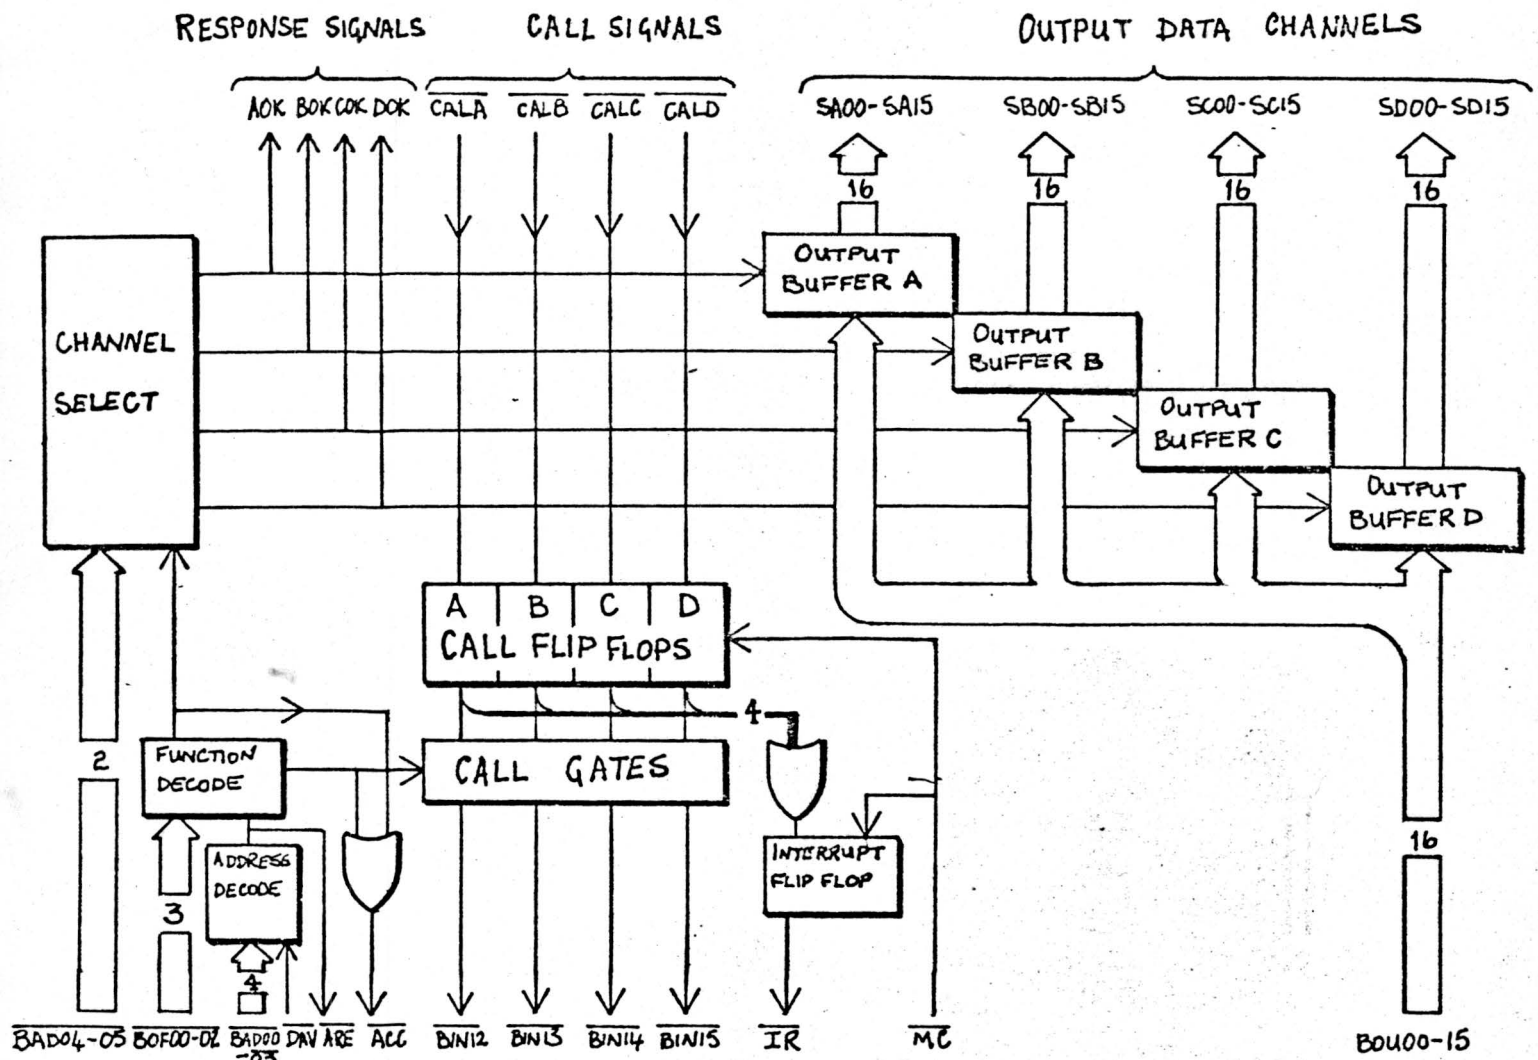 RESPONSE SIGNALS CALL SIGNALS OUTPUT DATA CHANNELS
AOK BOK COK DOK CALA CALB CALC CALD SA00-SA15 SB00-SB15 SC00-SC15 SD00-SD15
16 16 16 16
OUTPUT
BUFFER A
OUTPUT
BUFFER B
CHANNEL
SELECT
OUTPUT
BUFFER C
OUTPUT
BUFFER D
A B C D
CALL FLIP FLOPS
4
2
FUNCTION
DECODE
CALL GATES
16
ADDRESS
DECODE
INTERRUPT
FLIP FLOP
3
4
BAD04-05 BOF00-02 BAD00
-03 DAV ARE ACC BIN12 BIN13 BIN14 BIN15 IR MC BOU00-15